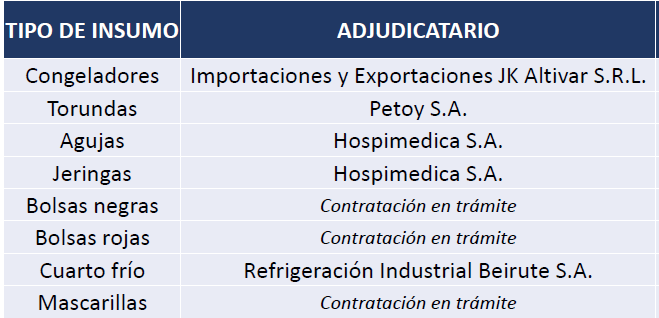 TIPO DE INSUMO ADJUDICATARIO
Congeladores Importaciones y Exportaciones JK Altivar S.R.L.
Torundas Petoy S.A.
Agujas Hospimedica S.A.
Jeringas Hospimedica S.A.
Bolsas negras Contratación en trámite
Bolsas rojas Contratación en trámite
Cuarto frío Refrigeración Industrial Beirute S.A.
Mascarillas Contratación en trámite